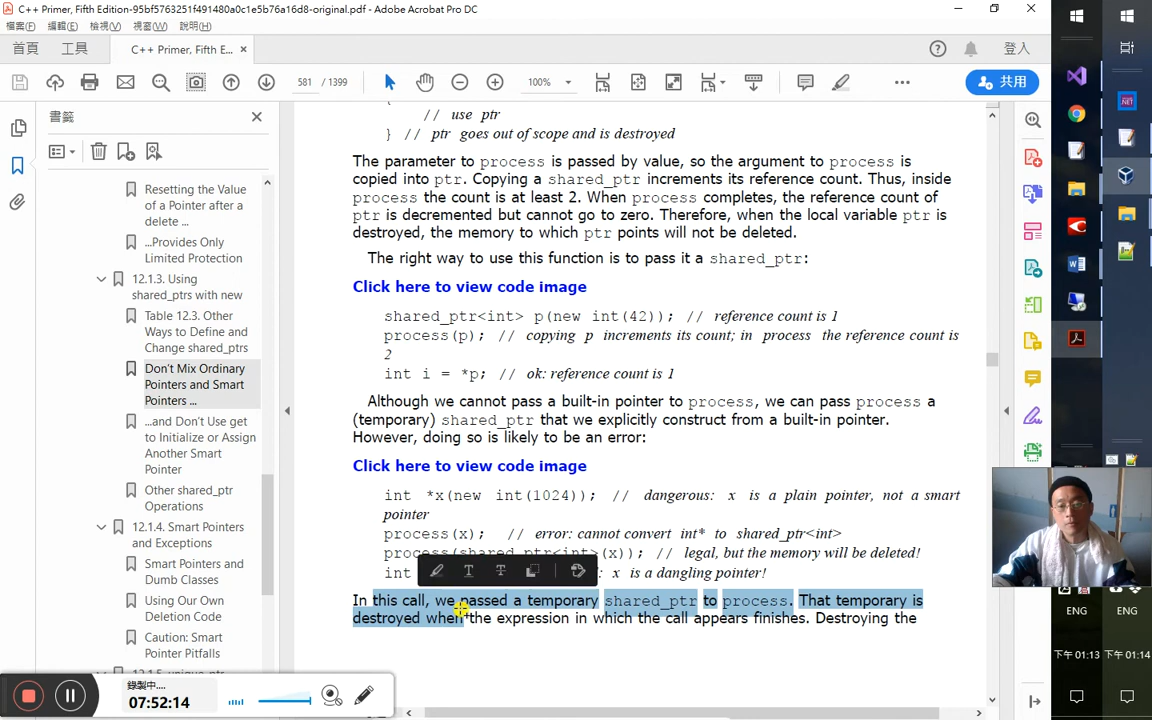 C++ Primer, Fifth Edition-95bf5763251f491480a0c1e5b76a16d8-original.pdf - Adobe Acrobat Pro DC
檔案(F) 編輯(E) 檢視(V) 視窗(W) 說明(H)
首頁 工具 C++ Primer, Fifth E... × 登入
581 / 1399 100% 共用
書籤
Resetting the Value
of a Pointer after a
delete ...
...Provides Only
Limited Protection
12.1.3. Using
shared_ptrs with new
Table 12.3. Other
Ways to Define and
Change shared_ptrs
Don't Mix Ordinary
Pointers and Smart
Pointers ...
...and Don't Use get
to Initialize or Assign
Another Smart
Pointer
Other shared_ptr
Operations
12.1.4. Smart Pointers
and Exceptions
Smart Pointers and
Dumb Classes
Using Our Own
Deletion Code
Caution: Smart
Pointer Pitfalls
// use ptr
} // ptr goes out of scope and is destroyed
The parameter to process is passed by value, so the argument to process is
copied into ptr. Copying a shared_ptr increments its reference count. Thus, inside
process the count is at least 2. When process completes, the reference count of
ptr is decremented but cannot go to zero. Therefore, when the local variable ptr is
destroyed, the memory to which ptr points will not be deleted.
The right way to use this function is to pass it a shared_ptr:
Click here to view code image
shared_ptr<int> p(new int(42)); // reference count is 1
process(p); // copying p increments its count; in process the reference count is
2
int i = *p; // ok: reference count is 1
Although we cannot pass a built-in pointer to process, we can pass process a
(temporary) shared_ptr that we explicitly construct from a built-in pointer.
However, doing so is likely to be an error:
Click here to view code image
int *x(new int(1024)); // dangerous: x is a plain pointer, not a smart
pointer
process(x); // error: cannot convert int* to shared_ptr<int>
process(shared_ptr<int>(x)); // legal, but the memory will be deleted!
int : x is a dangling pointer!
In this call, we passed a temporary shared_ptr to process. That temporary is
destroyed when the expression in which the call appears finishes. Destroying the
錄製中....
07:52:14
ENG ENG
下午 01:13 下午 01:14